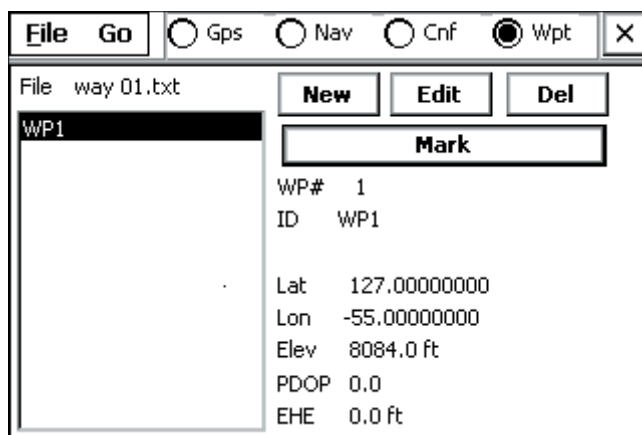 File Go Gps Nav Cnf Wpt X
File way 01.txt
New Edit Del
WP1
Mark
WP# 1
ID WP1
Lat 127.00000000
Lon -55.00000000
Elev 8084.0 ft
PDOP 0.0
EHE 0.0 ft